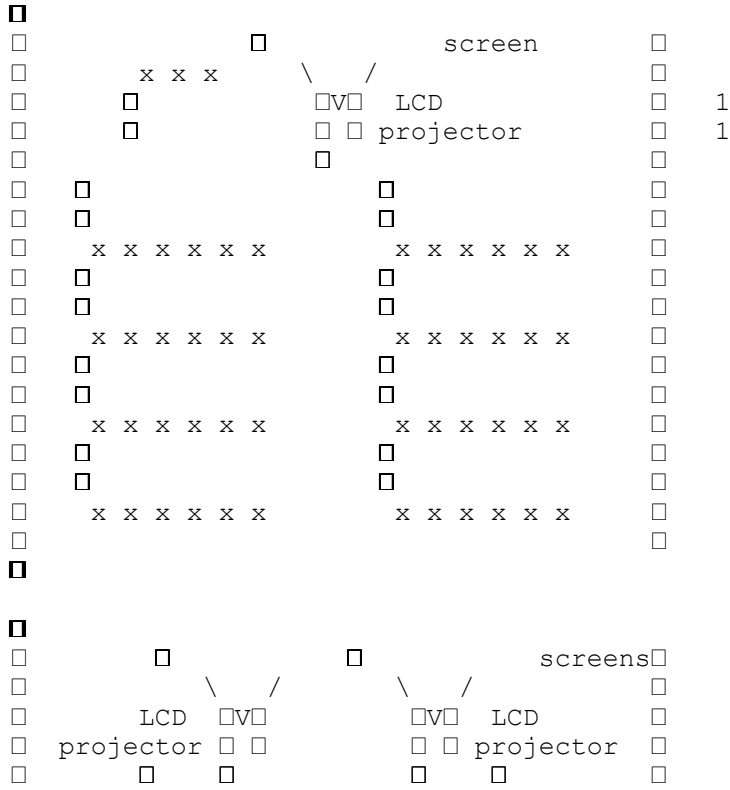 □
□ □ screen □
□ x x x \ / □
□ □ □V□ LCD □ 1
□ □ □ □ projector □ 1
□ □ □
□ □ □ □
□ □ □ □
□ x x x x x x x x x x x x □
□ □ □ □
□ □ □ □
□ x x x x x x x x x x x x □
□ □ □ □
□ □ □ □
□ x x x x x x x x x x x x □
□ □ □ □
□ □ □ □
□ x x x x x x x x x x x x □
□ □
□
□
□ □ □ screens□
□ \ / \ / □
□ LCD □V□ □V□ LCD □
□ projector □ □ □ □ projector □
□ □ □ □ □ □